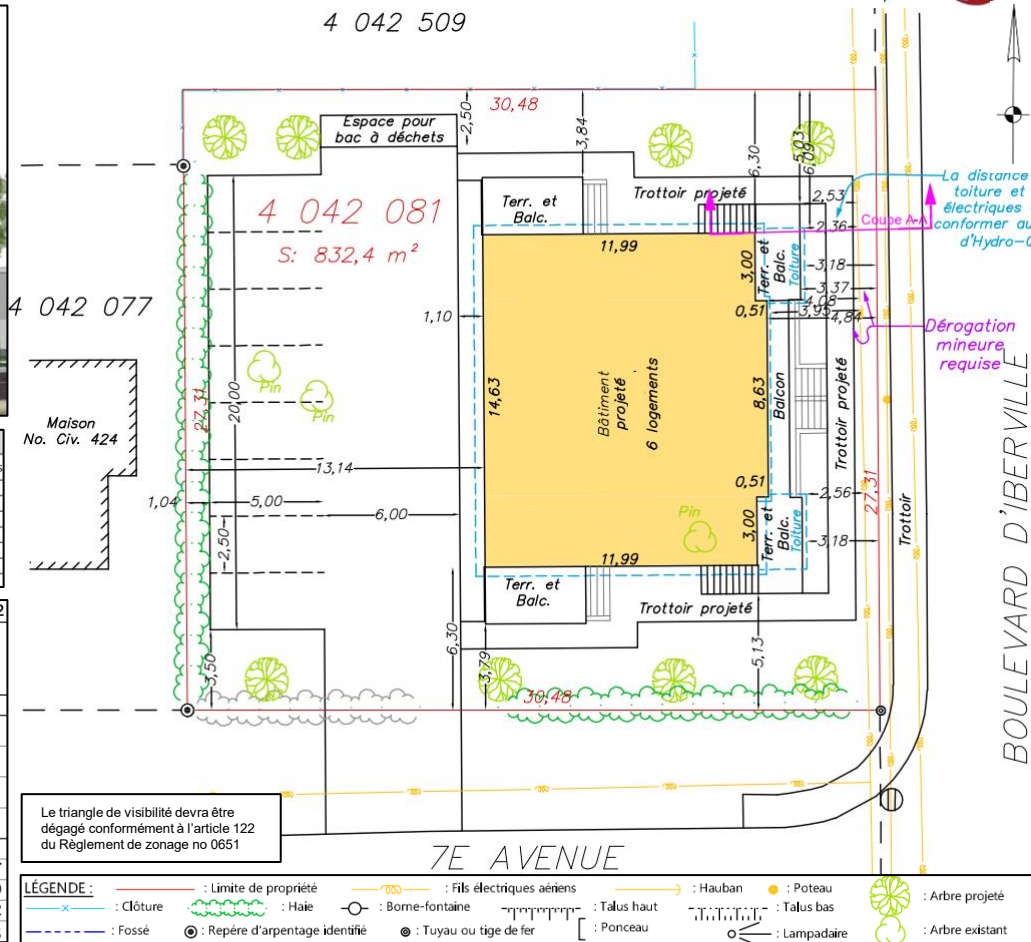 4 042 509
30,48
Espace pour
bac à déchets
2,50
3,84
6,30
5,03
6,09
Terr. et
Balc.
Trottoir projeté
2,53
La distance
toiture et
électriques
conformer au
d'Hydro-Q
Coupe A-A
2,36
4 042 081
S: 832,4 m²
11,99
3,00
Terr. et
Balc.
Toiture
3,18
3,37
4,08
3,95
4,84
0,51
4 042 077
1,10
Dérogation
mineure
requise
Maison
No. Civ. 424
27,31
20,00
Pin
Pin
14,63
Bâtiment
projeté
6 logements
8,63
Balcon
Trottoir projeté
BOULEVARD D'IBERVILLE
13,14
1,04
5,00
6,00
2,50
0,51
2,56
27,31
Trottoir
Pin
3,00
Terr. et
Balc.
Toiture
3,18
11,99
Terr. et
Balc.
Trottoir projeté
6,30
3,50
3,79
5,13
30,48
Le triangle de visibilité devra être
dégagé conformément à l'article 122
du Règlement de zonage no 0651
7E AVENUE
LÉGENDE :
: Limite de propriété
: Fils électriques aériens
: Hauban
: Poteau
: Arbre projeté
: Clôture
: Haie
: Borne-fontaine
: Talus haut
: Talus bas
: Fossé
: Repére d'arpentage identifié
: Tuyau ou tige de fer
: Ponceau
: Lampadaire
: Arbre existant